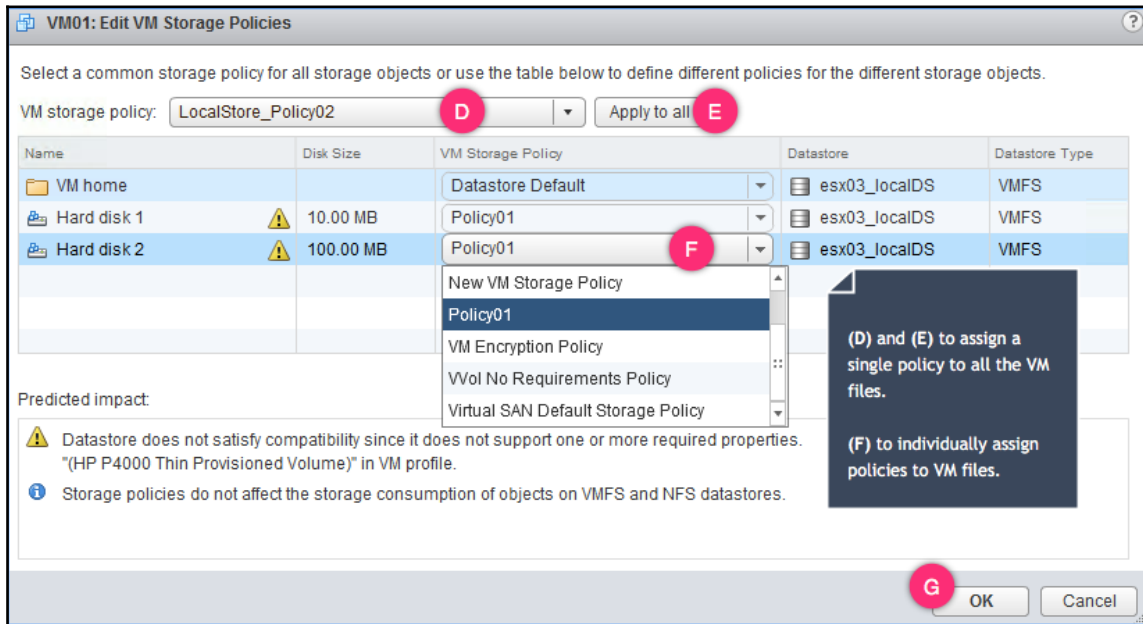 VM01: Edit VM Storage Policies ?
Select a common storage policy for all storage objects or use the table below to define different policies for the different storage objects.
VM storage policy: LocalStore_Policy02 D Apply to all E
Name Disk Size VM Storage Policy Datastore Datastore Type
VM home Datastore Default esx03_localDS VMFS
Hard disk 1 10.00 MB Policy01 esx03_localDS VMFS
Hard disk 2 100.00 MB Policy01 F esx03_localDS VMFS
New VM Storage Policy
Policy01
VM Encryption Policy
VVol No Requirements Policy
Virtual SAN Default Storage Policy
(D) and (E) to assign a
single policy to all the VM
files.
(F) to individually assign
policies to VM files.
Predicted impact:
Datastore does not satisfy compatibility since it does not support one or more required properties.
"(HP P4000 Thin Provisioned Volume)" in VM profile.
Storage policies do not affect the storage consumption of objects on VMFS and NFS datastores.
G OK Cancel